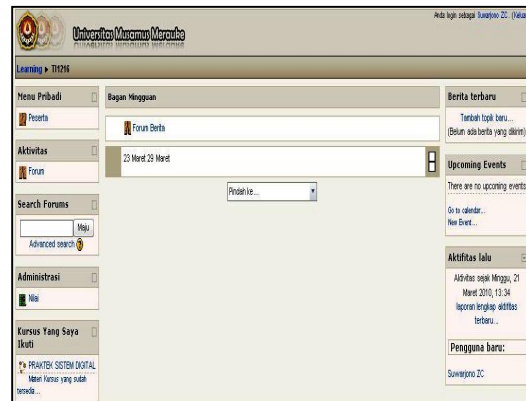 Anda login sebagai Suwarjono ZC. (Keluar
Universitas Musamus Merauke
Learning ► TI1216
Menu Pribadi
Peserta
Aktivitas
Forum
Search Forums
Maju
Advanced search
Administrasi
Nilai
Kursus Yang Saya
Ikuti
PRAKTEK SISTEM DIGITAL
Materi Kursus yang sudah
tersedia...
Bagan Mingguan
Forum Berita
23 Maret 29 Maret
Pindah ke...
Berita terbaru
Tambah topik baru...
(Belum ada berita yang dikirim)
Upcoming Events
There are no upcoming events
Go to calendar...
New Event...
Aktifitas lalu
Aktivitas sejak Minggu, 21
Maret 2010, 13:34
laporan lengkap aktifitas
terbaru...
Pengguna baru:
Suwarjono ZC